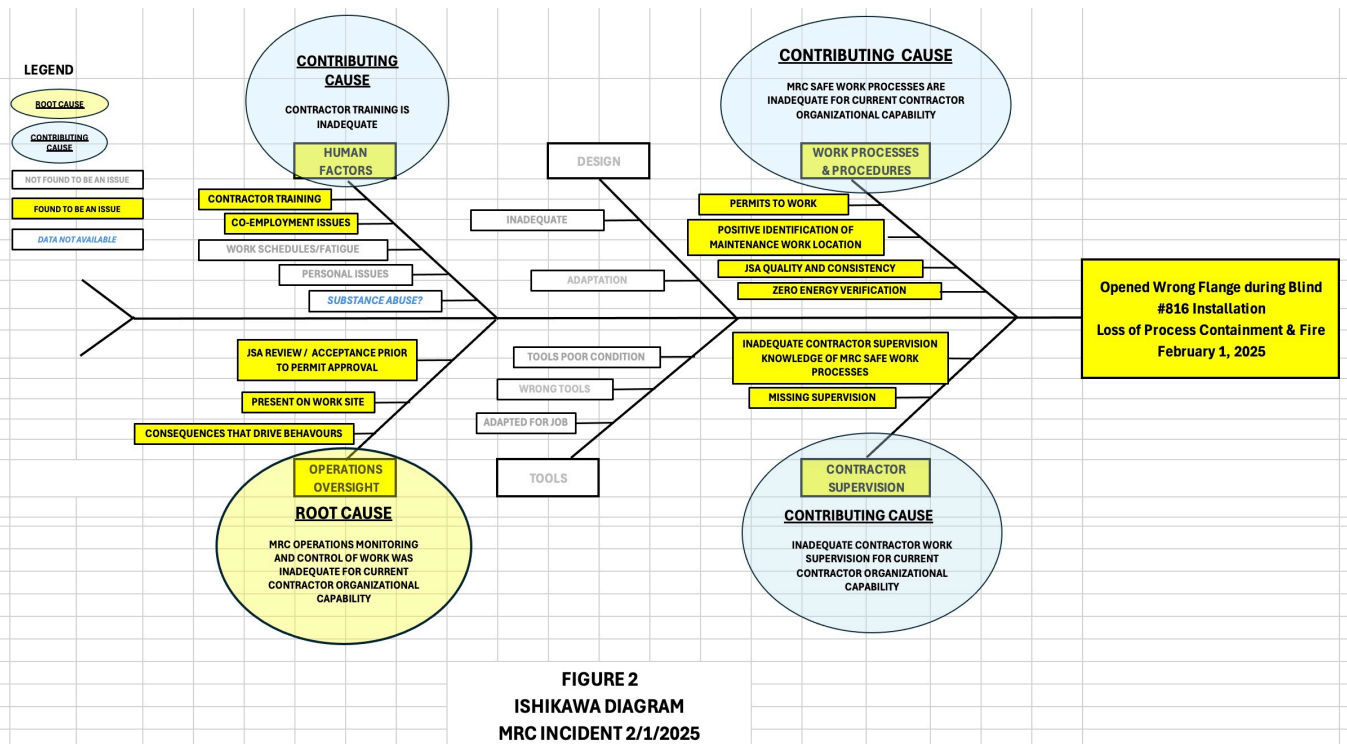 LEGEND
ROOT CAUSE
CONTRIBUTING
CAUSE
NOT FOUND TO BE AN ISSUE
FOUND TO BE AN ISSUE
DATA NOT AVAILABLE
CONTRIBUTING
CAUSE
CONTRACTOR TRAINING IS
INADEQUATE
HUMAN
FACTORS
CONTRACTOR TRAINING
CO-EMPLOYMENT ISSUES
WORK SCHEDULES/FATIGUE
PERSONAL ISSUES
SUBSTANCE ABUSE?
DESIGN
INADEQUATE
ADAPTATION
CONTRIBUTING CAUSE
MRC SAFE WORK PROCESSES ARE
INADEQUATE FOR CURRENT CONTRACTOR
ORGANIZATIONAL CAPABILITY
WORK PROCESSES
& PROCEDURES
PERMITS TO WORK
POSITIVE IDENTIFICATION OF
MAINTENANCE WORK LOCATION
JSA QUALITY AND CONSISTENCY
ZERO ENERGY VERIFICATION
Opened Wrong Flange during Blind
#816 Installation
Loss of Process Containment & Fire
February 1, 2025
JSA REVIEW / ACCEPTANCE PRIOR
TO PERMIT APPROVAL
PRESENT ON WORK SITE
CONSEQUENCES THAT DRIVE BEHAVIOURS
OPERATIONS
OVERSIGHT
ROOT CAUSE
MRC OPERATIONS MONITORING
AND CONTROL OF WORK WAS
INADEQUATE FOR CURRENT
CONTRACTOR ORGANIZATIONAL
CAPABILITY
TOOLS POOR CONDITION
WRONG TOOLS
ADAPTED FOR JOB
TOOLS
INADEQUATE CONTRACTOR SUPERVISION
KNOWLEDGE OF MRC SAFE WORK
PROCESSES
MISSING SUPERVISION
CONTRACTOR
SUPERVISION
CONTRIBUTING CAUSE
INADEQUATE CONTRACTOR WORK
SUPERVISION FOR CURRENT
CONTRACTOR ORGANIZATIONAL
CAPABILITY
FIGURE 2
ISHIKAWA DIAGRAM
MRC INCIDENT 2/1/2025